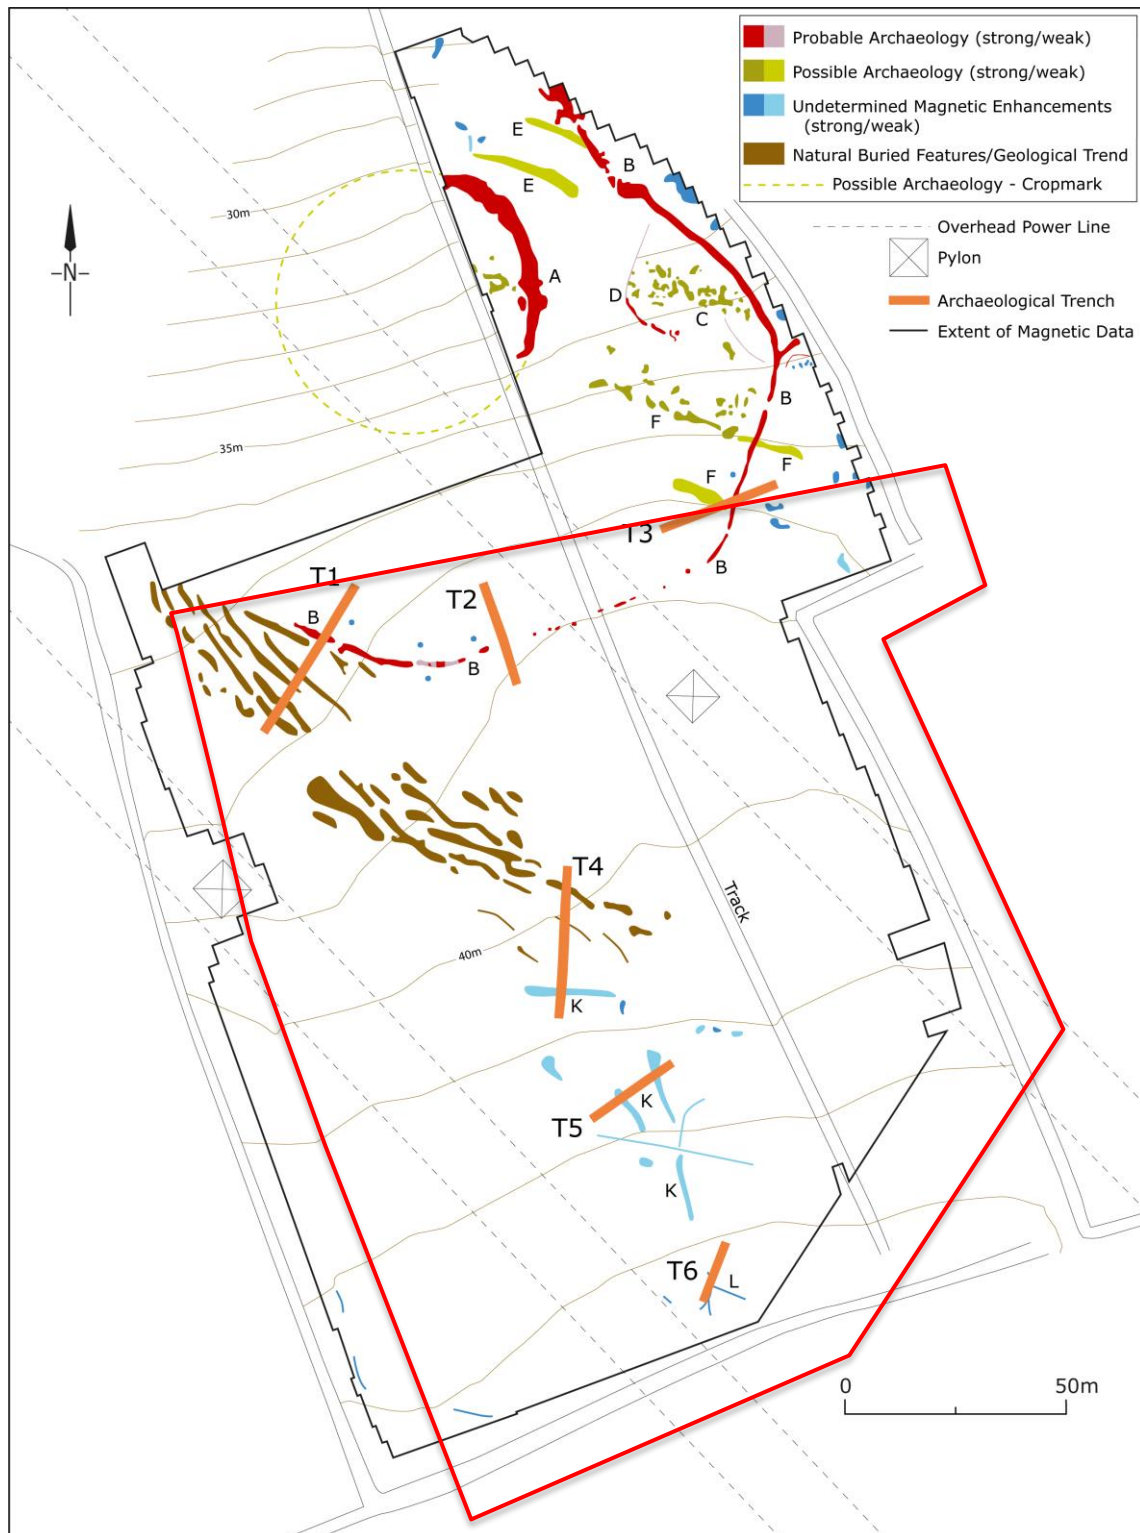 Probable Archaeology (strong/weak)
Possible Archaeology (strong/weak)
Undetermined Magnetic Enhancements
(strong/weak)
Natural Buried Features/Geological Trend
Possible Archaeology - Cropmark
Overhead Power Line
Pylon
Archaeological Trench
Extent of Magnetic Data
E
B
E
30m
-N-
A
D
C
B
F
35m
F
F
T3
B
T1
T2
B
B
T4
Track
40m
K
K
T5
K
T6
L
0 50m